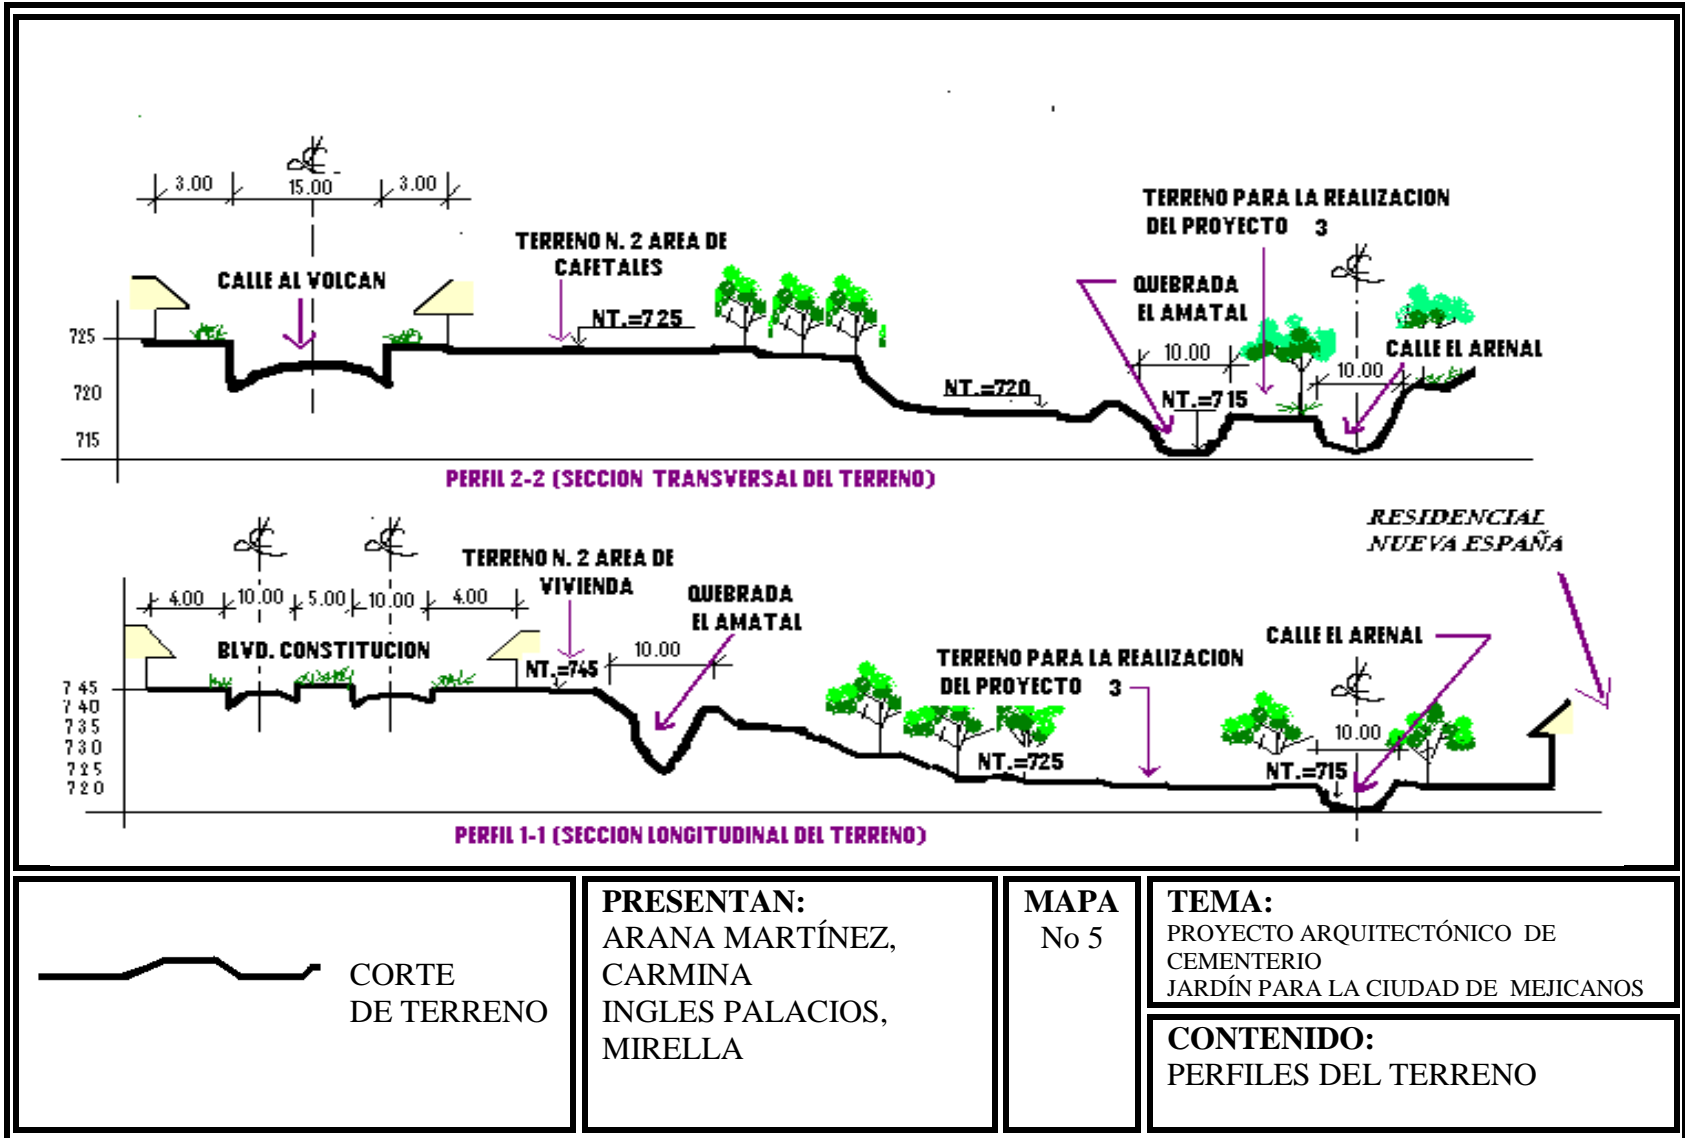 3.00
15.00
3.00
CALLE AL VOLCAN
TERRENO N. 2 AREA DE
CAFETALES
NT.=725
TERRENO PARA LA REALIZACION
DEL PROYECTO 3
QUEBRADA
EL AMATAL
10.00
CALLE EL ARENAL
10.00
NT.=720
NT.=715
725
720
715
PERFIL 2-2 (SECCION TRANSVERSAL DEL TERRENO)
RESIDENCIAL
NUEVA ESPAÑA
TERRENO N. 2 AREA DE
VIVIENDA
4.00
10.00
5.00
10.00
4.00
QUEBRADA
EL AMATAL
BLVD. CONSTITUCION
NT.=745
10.00
TERRENO PARA LA REALIZACION
DEL PROYECTO 3
CALLE EL ARENAL
10.00
NT.=725
NT.=715
745
740
735
730
725
720
PERFIL 1-1 (SECCION LONGITUDINAL DEL TERRENO)
CORTE
DE TERRENO
PRESENTAN:
ARANA MARTÍNEZ,
CARMINA
INGLES PALACIOS,
MIRELLA
MAPA
No 5
TEMA:
PROYECTO ARQUITECTÓNICO DE
CEMENTERIO
JARDÍN PARA LA CIUDAD DE MEJICANOS
CONTENIDO:
PERFILES DEL TERRENO